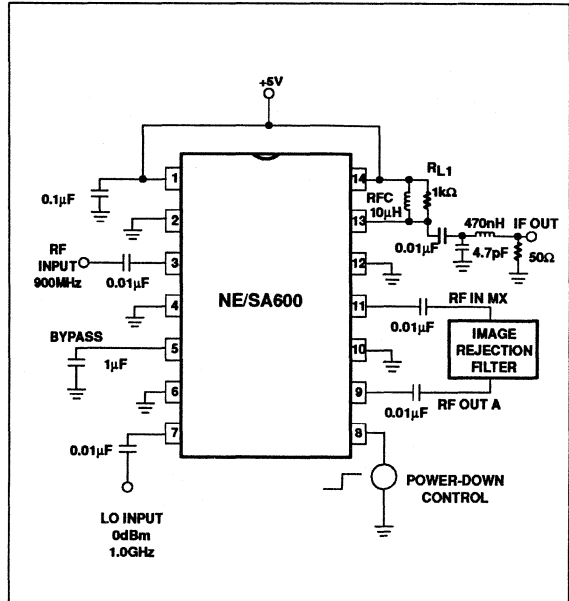 +5V
1
14
R_L1
0.1μF
RFC
1kΩ
10μH
2
13
470nH
IF OUT
0.01μF
4.7pF
50Ω
RF
INPUT
900MHz
0.01μF
3
12
NE/SA600
4
11
RF IN MX
0.01μF
BYPASS
5
1μF
10
IMAGE
REJECTION
FILTER
6
9
0.01μF
RF OUT A
7
8
0.01μF
POWER-DOWN
CONTROL
LO INPUT
0dBm
1.0GHz